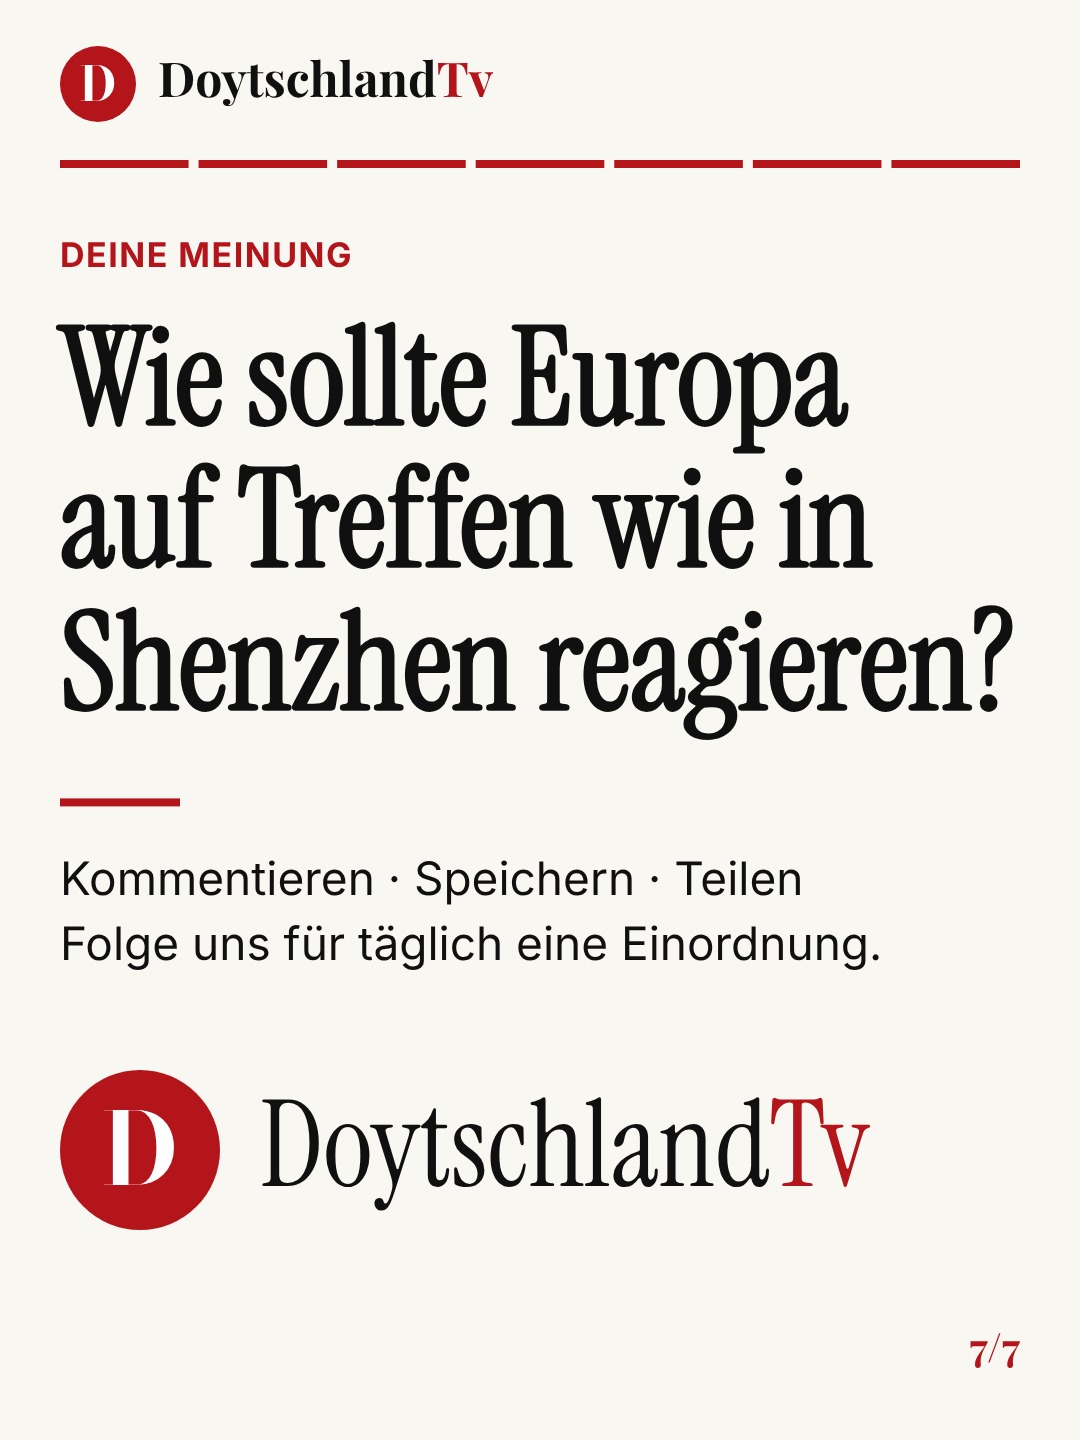 D DoytschlandTv
DEINE MEINUNG
Wie sollte Europa
auf Treffen wie in
Shenzhen reagieren?
Kommentieren · Speichern · Teilen
Folge uns für täglich eine Einordnung.
D DoytschlandTv
7/7